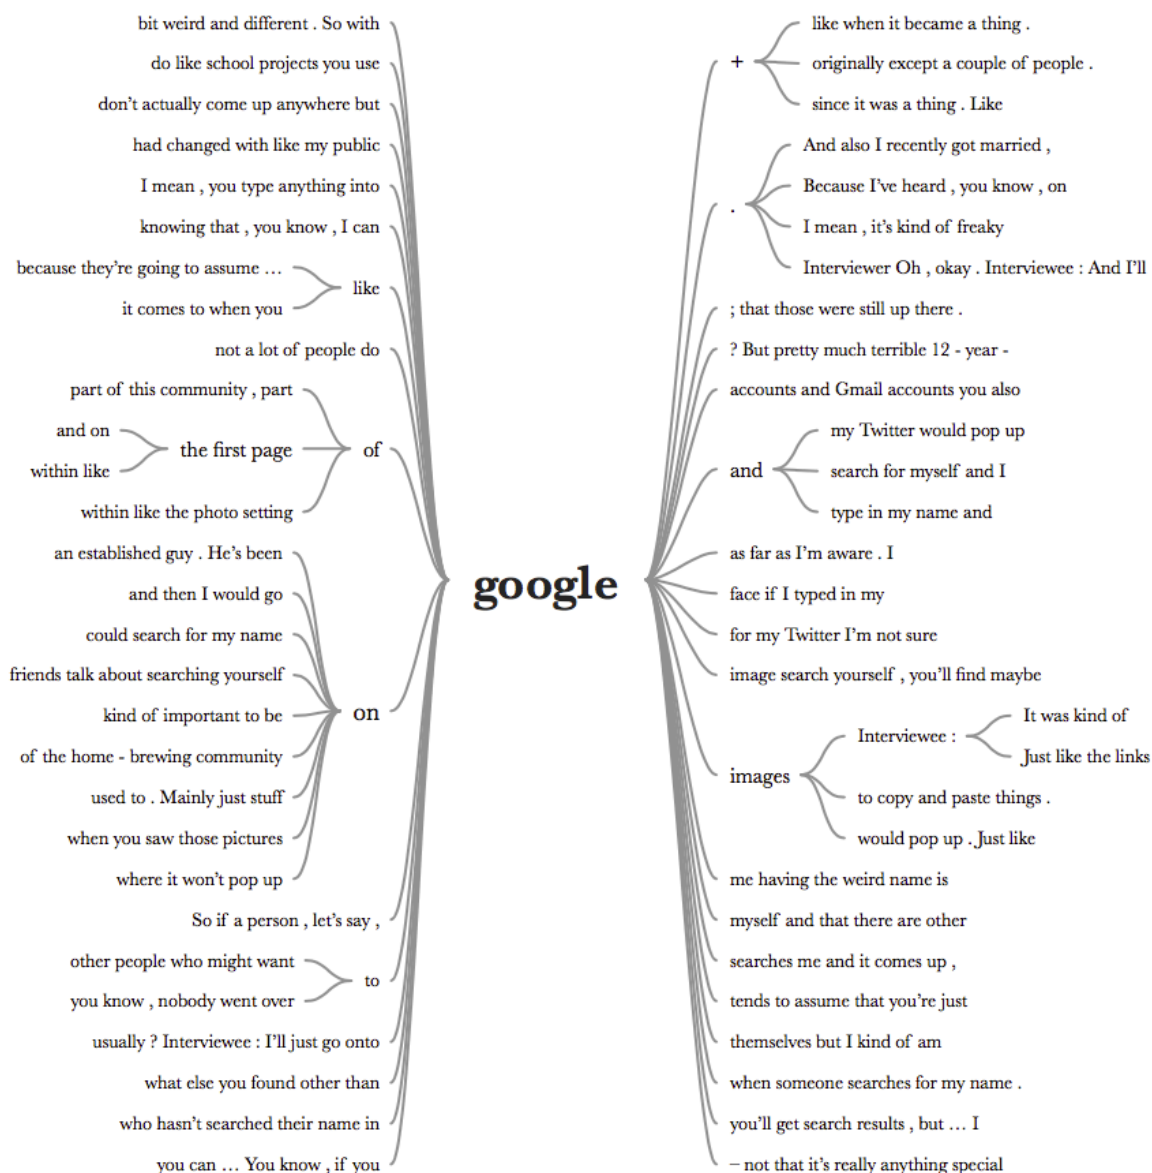 bit weird and different . So with
do like school projects you use
don't actually come up anywhere but
had changed with like my public
I mean , you type anything into
knowing that , you know , I can
because they're going to assume …
it comes to when you
like
not a lot of people do
part of this community , part
and on
within like
the first page
within like the photo setting
of
an established guy . He's been
and then I would go
could search for my name
friends talk about searching yourself
kind of important to be
of the home - brewing community
used to . Mainly just stuff
when you saw those pictures
where it won't pop up
on
So if a person , let's say ,
other people who might want
you know , nobody went over
to
usually ? Interviewee : I'll just go onto
what else you found other than
who hasn't searched their name in
you can … You know , if you
google
+
like when it became a thing .
originally except a couple of people .
since it was a thing . Like
.
And also I recently got married ,
Because I've heard , you know , on
I mean , it's kind of freaky
Interviewer Oh , okay . Interviewee : And I'll
; that those were still up there .
? But pretty much terrible 12 - year -
accounts and Gmail accounts you also
and
my Twitter would pop up
search for myself and I
type in my name and
as far as I'm aware . I
face if I typed in my
for my Twitter I'm not sure
image search yourself , you'll find maybe
images
Interviewee :
It was kind of
Just like the links
to copy and paste things .
would pop up . Just like
me having the weird name is
myself and that there are other
searches me and it comes up ,
tends to assume that you're just
themselves but I kind of am
when someone searches for my name .
you'll get search results , but … I
– not that it's really anything special